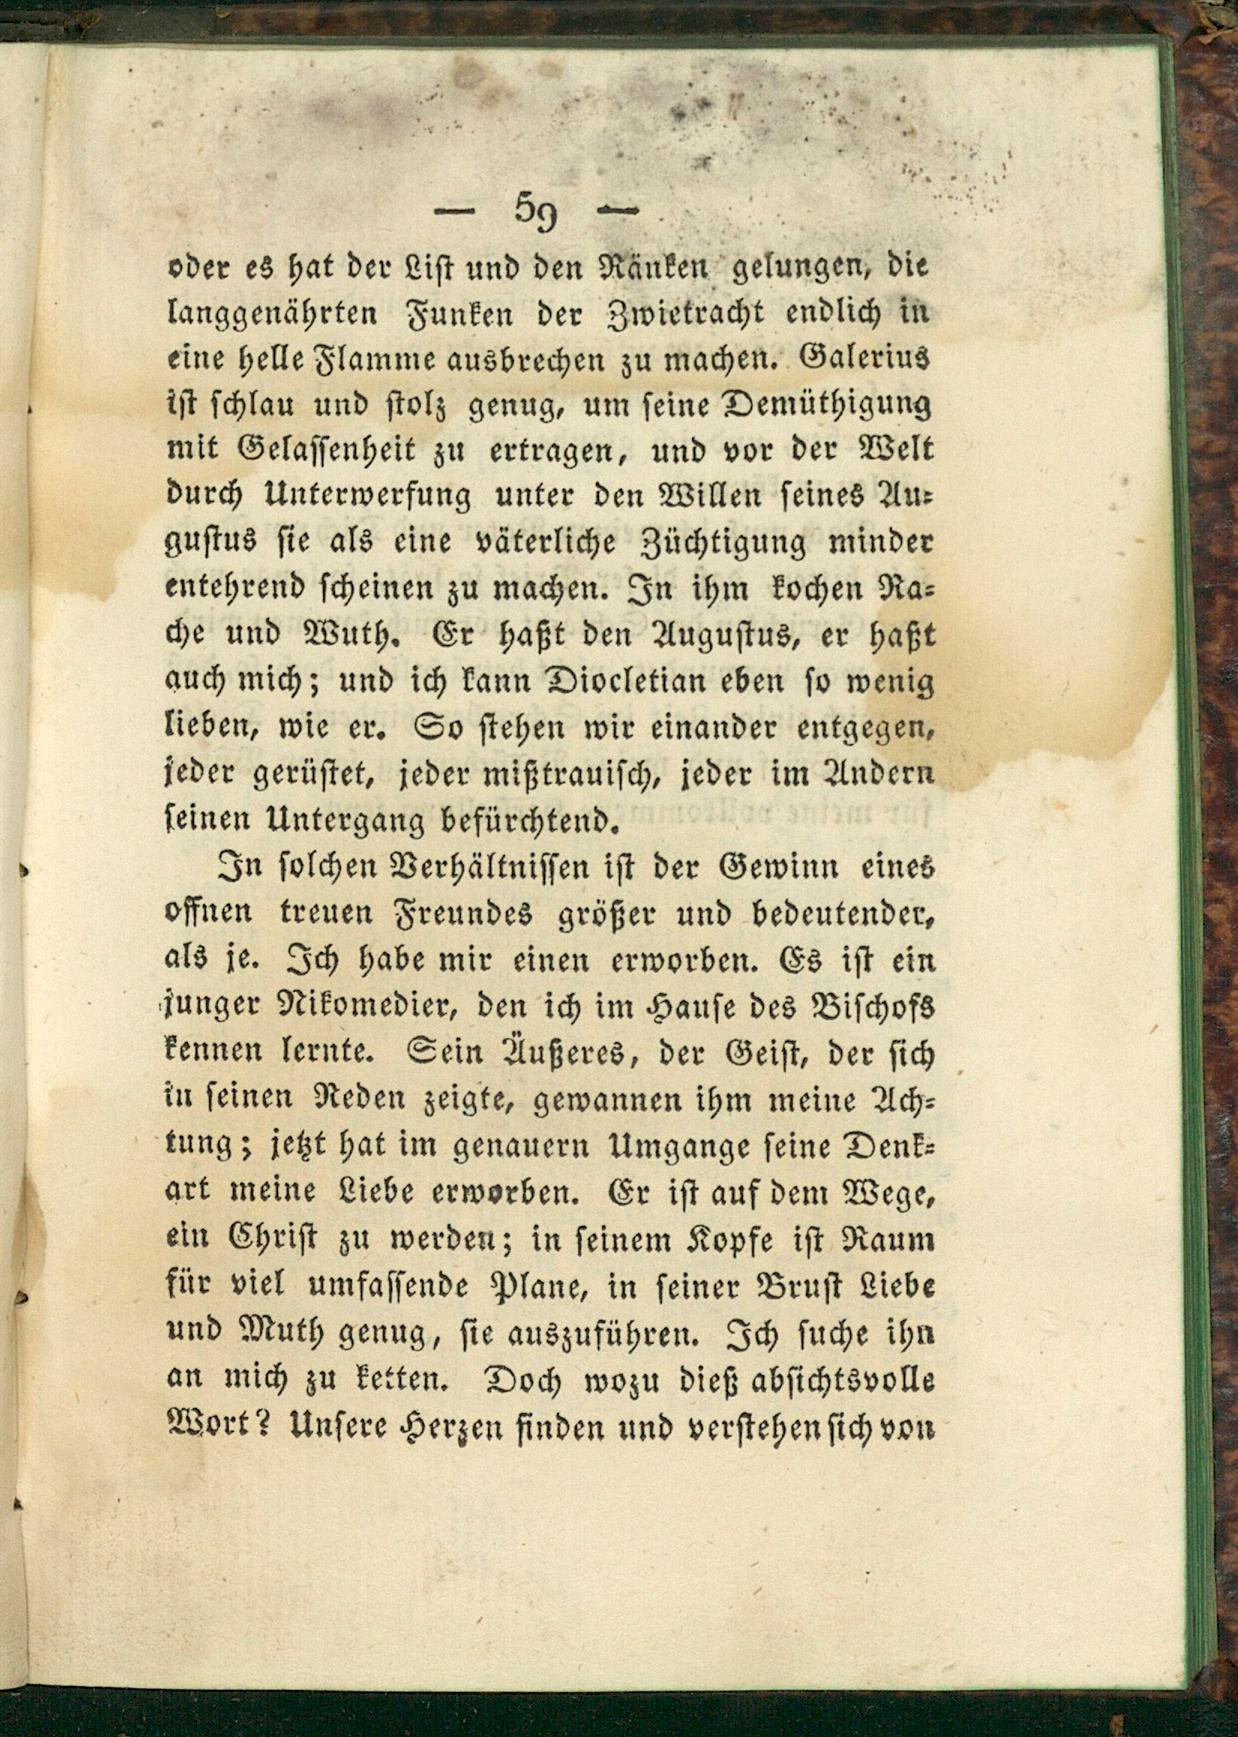 — 59 —
oder es hat der List und den Ränken gelungen, die
langgenährten Funken der Zwietracht endlich in
eine helle Flamme ausbrechen zu machen. Galerius
ist schlau und stolz genug, um seine Demüthigung
mit Gelassenheit zu ertragen, und vor der Welt
durch Unterwerfung unter den Willen seines Au⸗
gustus sie als eine väterliche Züchtigung minder
entehrend scheinen zu machen. In ihm kochen Ra⸗
che und Wuth. Er haßt den Augustus, er haßt
auch mich; und ich kann Diocletian eben so wenig
lieben, wie er. So stehen wir einander entgegen,
jeder gerüstet, jeder mißtrauisch, jeder im Andern
seinen Untergang befürchtend.
In solchen Verhältnissen ist der Gewinn eines
offnen treuen Freundes größer und bedeutender,
als je. Ich habe mir einen erworben. Es ist ein
junger Nikomedier, den ich im Hause des Bischofs
kennen lernte. Sein Äußeres, der Geist, der sich
in seinen Reden zeigte, gewannen ihm meine Ach⸗
tung; jetzt hat im genauern Umgange seine Denk⸗
art meine Liebe erworben. Er ist auf dem Wege,
ein Christ zu werden; in seinem Kopfe ist Raum
für viel umfassende Plane, in seiner Brust Liebe
und Muth genug, sie auszuführen. Ich suche ihn
an mich zu ketten. Doch wozu dieß absichtsvolle
Wort? Unsere Herzen finden und verstehen sich von